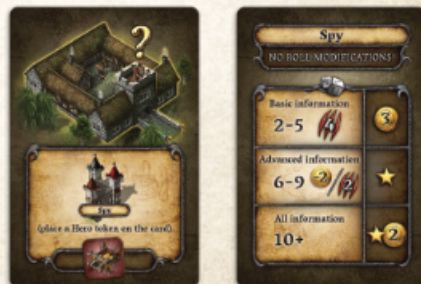 ?
Spy
(place a Hero token on the card).
Spy
NO ROLL MODIFICATIONS
Basic information
2-5
3
Advanced information
6-9 2/2
All information
10+
2